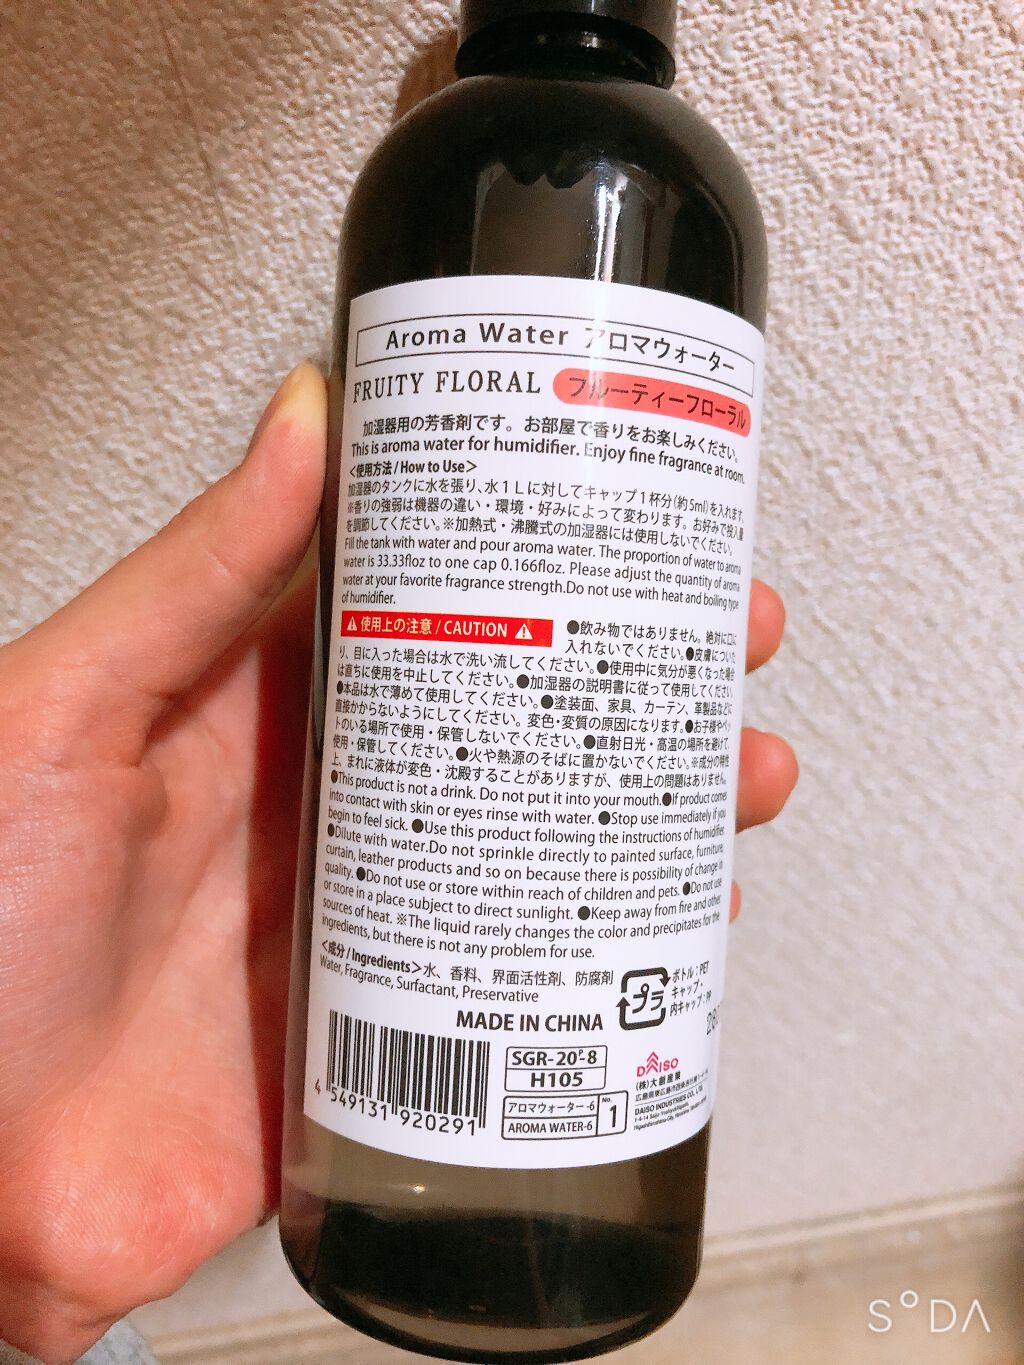 Aroma Water アロマウォーター
FRUITY FLORAL フルーティーフローラル
加湿器用の芳香剤です。お部屋で香りをお楽しみください。
This is aroma water for humidifier. Enjoy fine fragrance at room.
<使用方法 / How to Use>
加湿器のタンクに水を張り、水1Lに対してキャップ1杯分(約5ml)を入れます。
※香りの強弱は機器の違い・環境・好みによって変わります。お好みで投入量
を調節してください。※加熱式・沸騰式の加湿器には使用しないでください。
Fill the tank with water and pour aroma water. The proportion of water to aroma
water is 33.33floz to one cap 0.166floz. Please adjust the quantity of aroma
water at your favorite fragrance strength.Do not use with heat and boiling type
of humidifier.
使用上の注意 / CAUTION
●飲み物ではありません。絶対に口に
入れないでください。●皮膚についた
り、目に入った場合は水で洗い流してください。●使用中に気分が悪くなった場合
は直ちに使用を中止してください。●加湿器の説明書に従って使用してください。
●本品は水で薄めて使用してください。●塗装面、家具、カーテン、革製品などに
直接かからないようにしてください。変色・変質の原因になります。●お子様やペッ
トのいる場所で使用・保管しないでください。●直射日光・高温の場所を避けて、
使用・保管してください。●火や熱源のそばに置かないでください。※成分の特性
上、まれに液体が変色・沈殿することがありますが、使用上の問題はありません。
●This product is not a drink. Do not put it into your mouth.●If product comes
into contact with skin or eyes rinse with water. ●Stop use immediately if you
begin to feel sick. ●Use this product following the instructions of humidifier.
●Dilute with water.Do not sprinkle directly to painted surface, furniture,
curtain, leather products and so on because there is possibility of change in
quality. ●Do not use or store within reach of children and pets. ●Do not use
or store in a place subject to direct sunlight. ●Keep away from fire and other
sources of heat. ※The liquid rarely changes the color and precipitates for the
ingredients, but there is not any problem for use.
<成分 / Ingredients>水、香料、界面活性剤、防腐剤
Water, Fragrance, Surfactant, Preservative
プラ
ボトル:PET
キャップ・
内キャップ:PP
MADE IN CHINA
4 549131 920291
SGR-20-P-8
H105
アロマウォーター-6
AROMA WATER-6
No.
1
DAISO
(株)大創産業
DAISO INDUSTRIES CO., LTD.
SODA